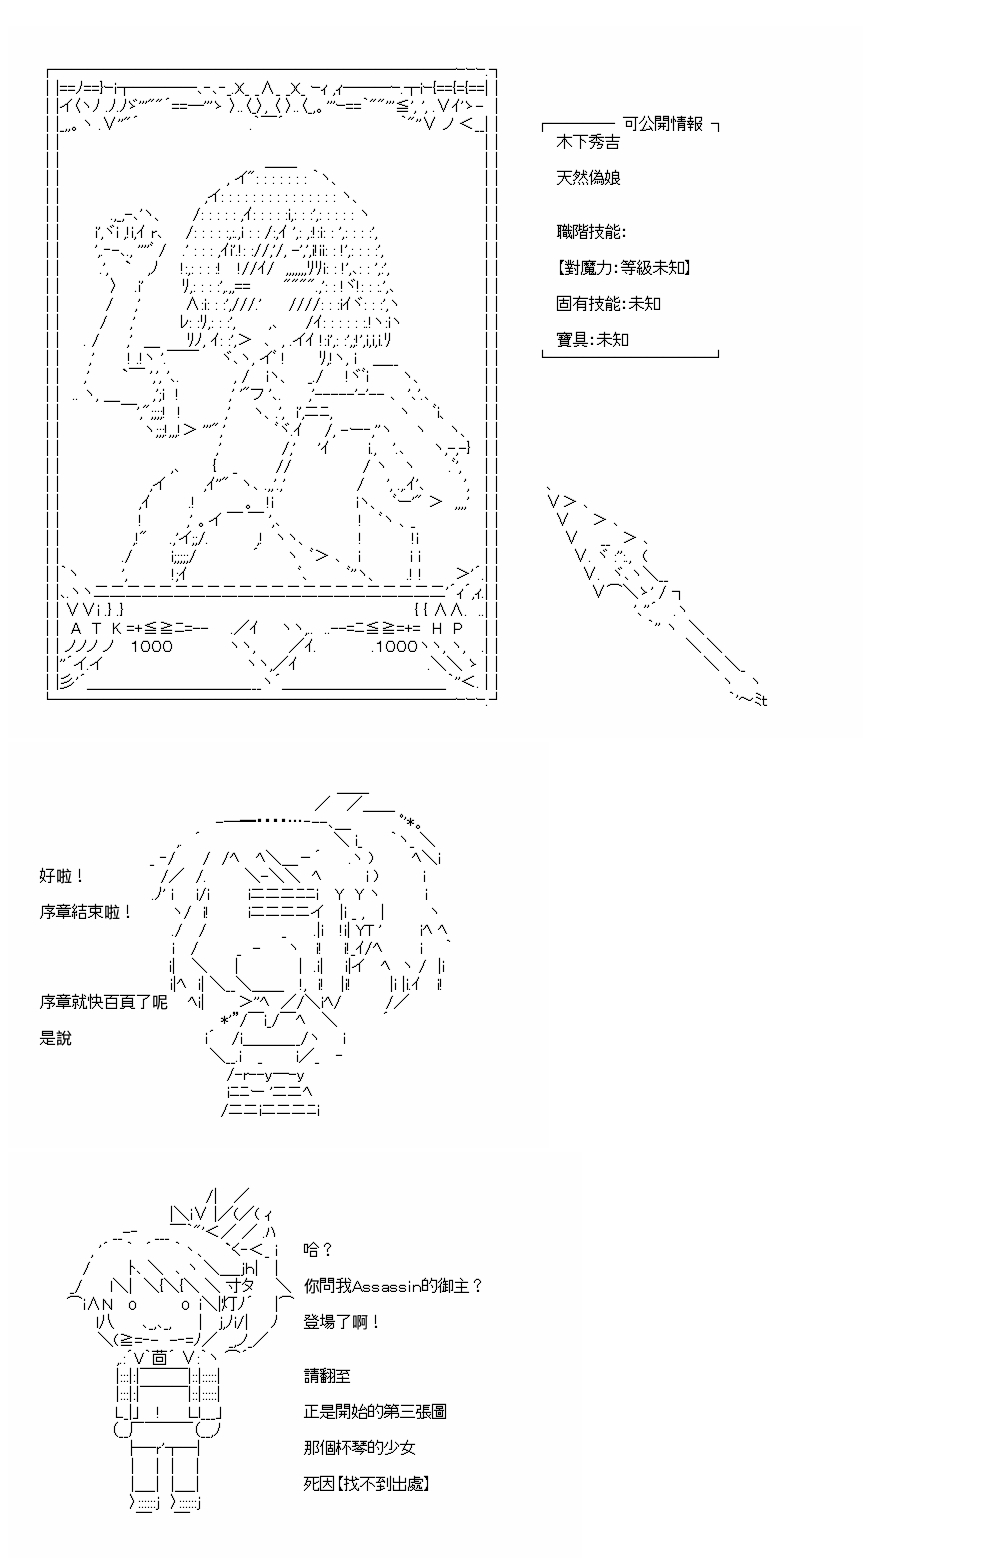 可公開情報
木下秀吉
天然偽娘
職階技能:
【對魔力:等級未知】
固有技能:未知
寶具:未知
ATK
HP
1000
1000
好啦！
序章結束啦！
序章就快百頁了呢
是說
哈？
你問我Assassin的御主？
登場了啊！
請翻至
正是開始的第三張圖
那個杯琴的少女
死因【找不到出處】